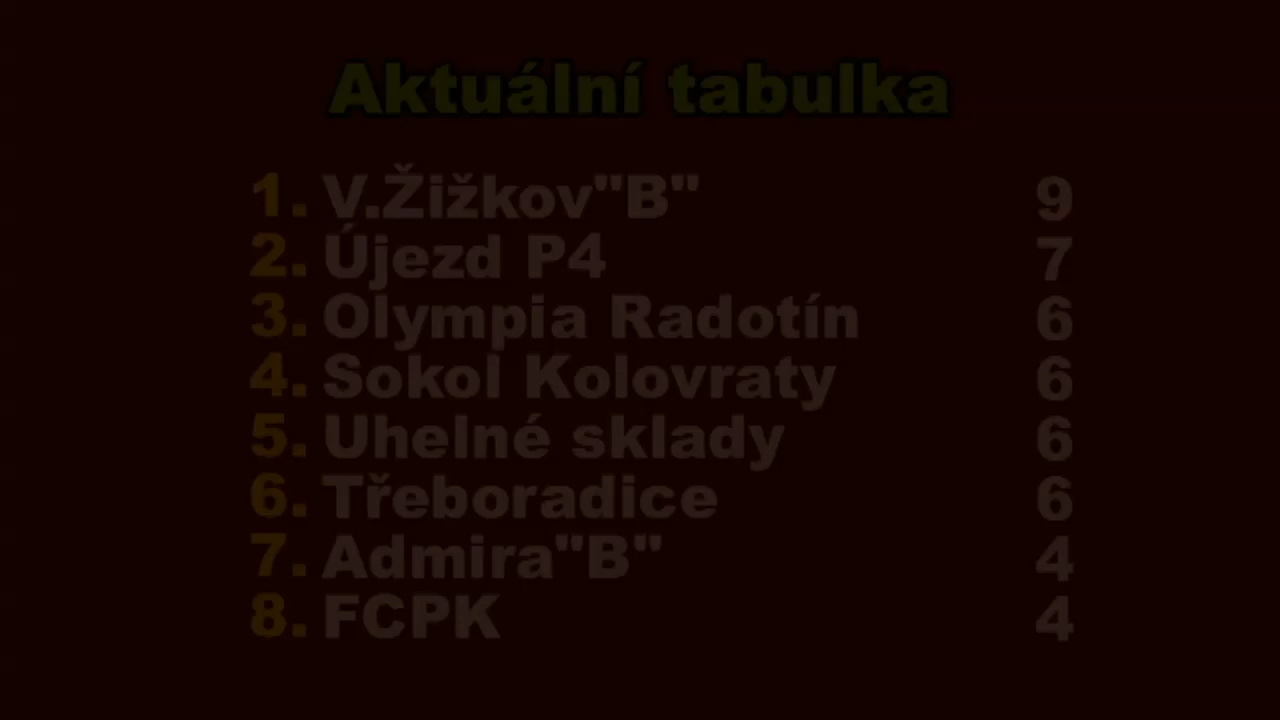 Aktuální tabulka
1. V.Žižkov"B" 9
2. Újezd P4 7
3. Olympia Radotín 6
4. Sokol Kolovraty 6
5. Uhelné sklady 6
6. Třeboradice 6
7. Admira"B" 4
8. FCPK 4